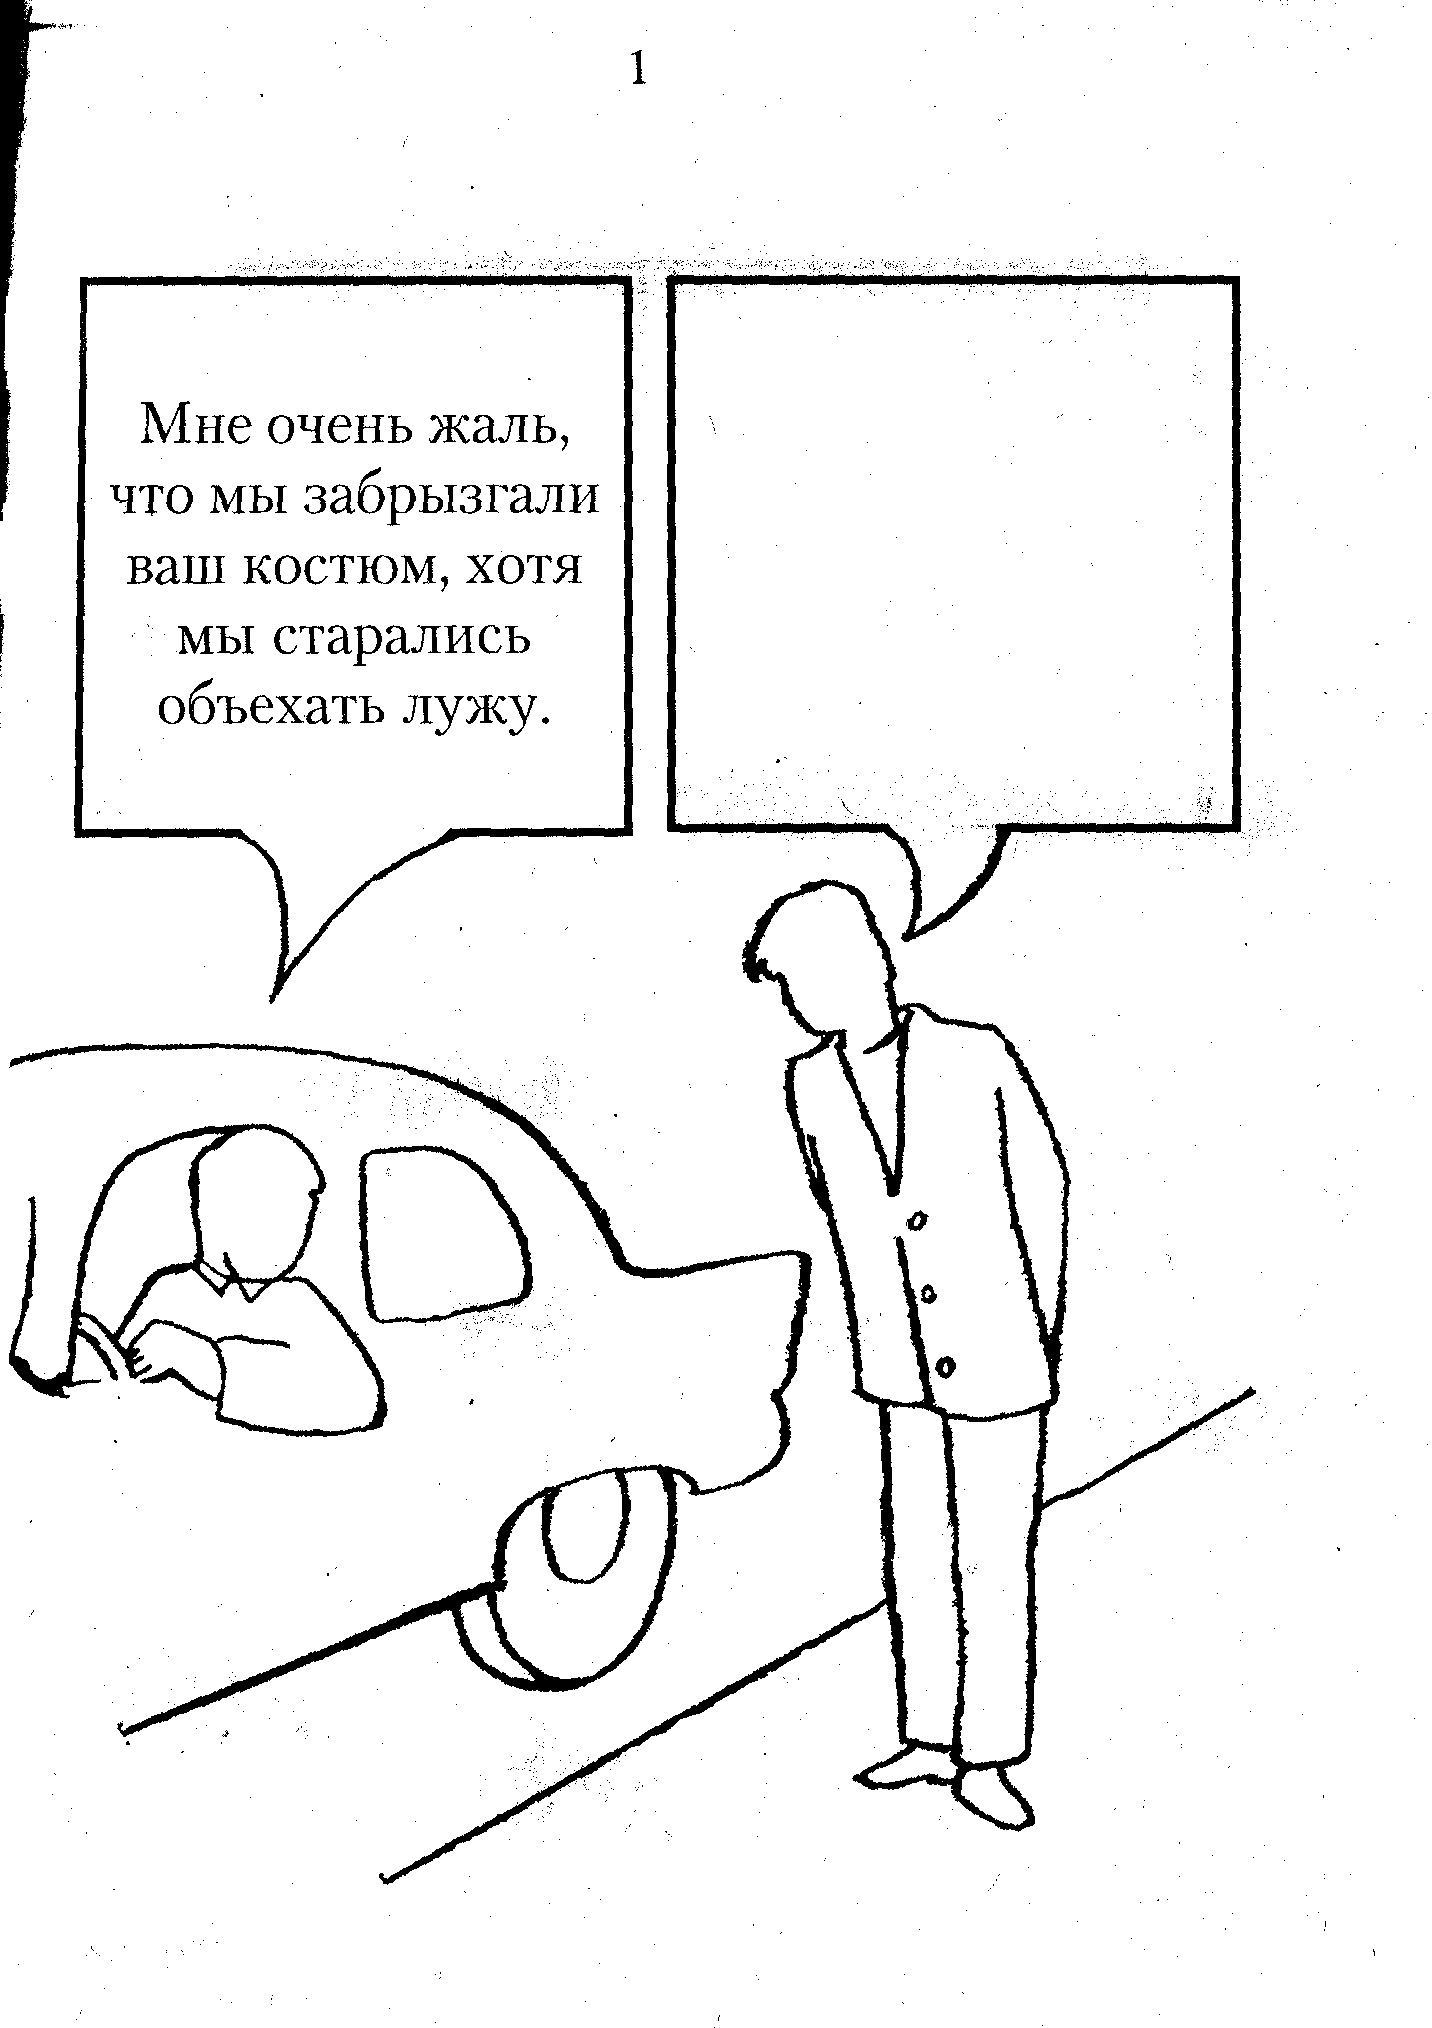 1
Мне очень жаль,
что мы забрызгали
ваш костюм, хотя
мы старались
объехать лужу.